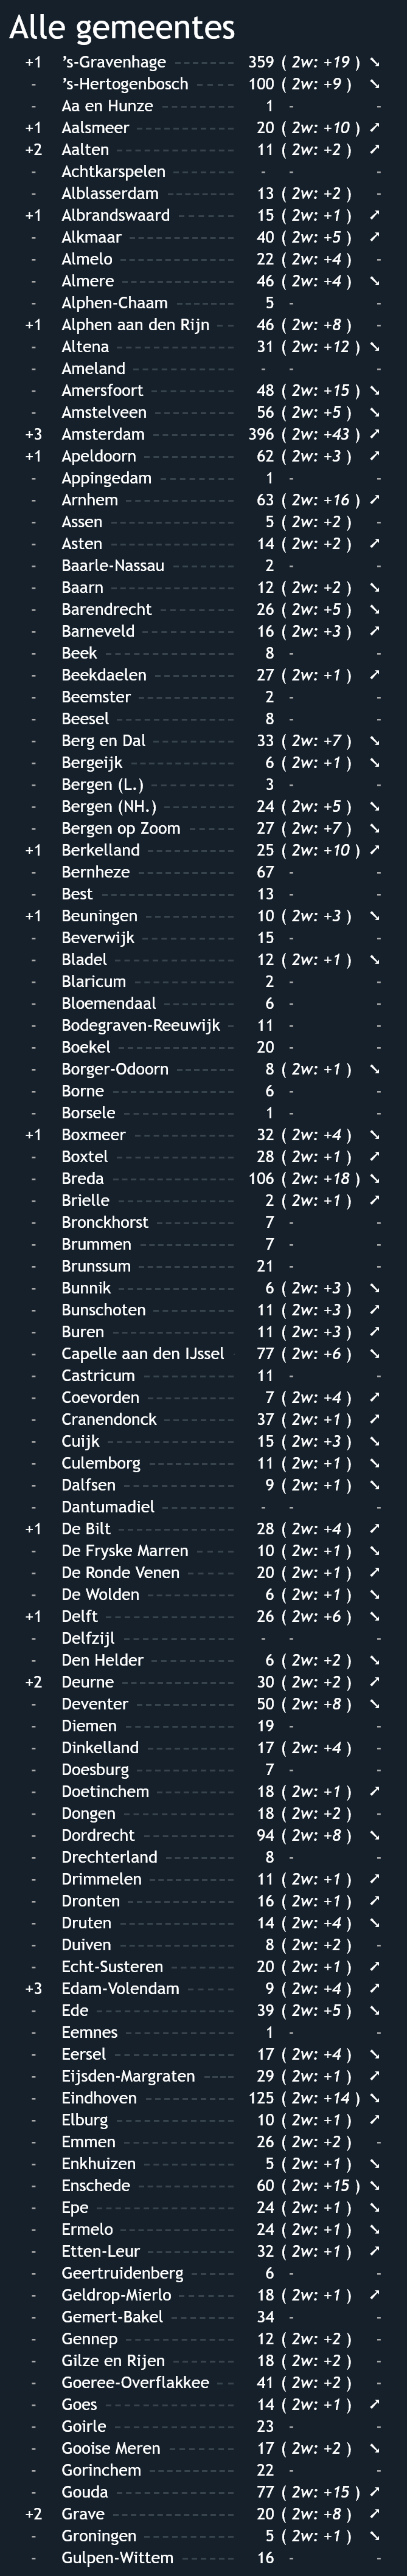 Alle gemeentes
+1 's-Gravenhage 359 ( 2w: +19 ) ➘
- 's-Hertogenbosch 100 ( 2w: +9 ) ➘
- Aa en Hunze 1 - -
+1 Aalsmeer 20 ( 2w: +10 ) ➚
+2 Aalten 11 ( 2w: +2 ) ➚
- Achtkarspelen - - -
- Alblasserdam 13 ( 2w: +2 ) -
+1 Albrandswaard 15 ( 2w: +1 ) ➚
- Alkmaar 40 ( 2w: +5 ) ➚
- Almelo 22 ( 2w: +4 ) -
- Almere 46 ( 2w: +4 ) ➘
- Alphen-Chaam 5 - -
+1 Alphen aan den Rijn 46 ( 2w: +8 ) -
- Altena 31 ( 2w: +12 ) ➘
- Ameland - - -
- Amersfoort 48 ( 2w: +15 ) ➘
- Amstelveen 56 ( 2w: +5 ) ➘
+3 Amsterdam 396 ( 2w: +43 ) ➚
+1 Apeldoorn 62 ( 2w: +3 ) ➚
- Appingedam 1 - -
- Arnhem 63 ( 2w: +16 ) ➚
- Assen 5 ( 2w: +2 ) -
- Asten 14 ( 2w: +2 ) ➚
- Baarle-Nassau 2 - -
- Baarn 12 ( 2w: +2 ) ➘
- Barendrecht 26 ( 2w: +5 ) ➘
- Barneveld 16 ( 2w: +3 ) ➚
- Beek 8 - -
- Beekdaelen 27 ( 2w: +1 ) ➚
- Beemster 2 - -
- Beesel 8 - -
- Berg en Dal 33 ( 2w: +7 ) ➘
- Bergeijk 6 ( 2w: +1 ) ➘
- Bergen (L.) 3 - -
- Bergen (NH.) 24 ( 2w: +5 ) ➘
- Bergen op Zoom 27 ( 2w: +7 ) ➘
+1 Berkelland 25 ( 2w: +10 ) ➚
- Bernheze 67 - -
- Best 13 - -
+1 Beuningen 10 ( 2w: +3 ) ➘
- Beverwijk 15 - -
- Bladel 12 ( 2w: +1 ) ➘
- Blaricum 2 - -
- Bloemendaal 6 - -
- Bodegraven-Reeuwijk 11 - -
- Boekel 20 - -
- Borger-Odoorn 8 ( 2w: +1 ) ➘
- Borne 6 - -
- Borsele 1 - -
+1 Boxmeer 32 ( 2w: +4 ) ➘
- Boxtel 28 ( 2w: +1 ) ➚
- Breda 106 ( 2w: +18 ) ➘
- Brielle 2 ( 2w: +1 ) ➚
- Bronckhorst 7 - -
- Brummen 7 - -
- Brunssum 21 - -
- Bunnik 6 ( 2w: +3 ) ➘
- Bunschoten 11 ( 2w: +3 ) ➚
- Buren 11 ( 2w: +3 ) ➚
- Capelle aan den IJssel 77 ( 2w: +6 ) ➘
- Castricum 11 - -
- Coevorden 7 ( 2w: +4 ) ➚
- Cranendonck 37 ( 2w: +1 ) ➚
- Cuijk 15 ( 2w: +3 ) ➘
- Culemborg 11 ( 2w: +1 ) ➘
- Dalfsen 9 ( 2w: +1 ) ➘
- Dantumadiel - - -
+1 De Bilt 28 ( 2w: +4 ) ➚
- De Fryske Marren 10 ( 2w: +1 ) ➘
- De Ronde Venen 20 ( 2w: +1 ) ➚
- De Wolden 6 ( 2w: +1 ) ➘
+1 Delft 26 ( 2w: +6 ) ➘
- Delfzijl - - -
- Den Helder 6 ( 2w: +2 ) ➘
+2 Deurne 30 ( 2w: +2 ) ➚
- Deventer 50 ( 2w: +8 ) ➘
- Diemen 19 - -
- Dinkelland 17 ( 2w: +4 ) -
- Doesburg 7 - -
- Doetinchem 18 ( 2w: +1 ) ➚
- Dongen 18 ( 2w: +2 ) -
- Dordrecht 94 ( 2w: +8 ) ➘
- Drechterland 8 - -
- Drimmelen 11 ( 2w: +1 ) ➚
- Dronten 16 ( 2w: +1 ) ➚
- Druten 14 ( 2w: +4 ) ➘
- Duiven 8 ( 2w: +2 ) -
- Echt-Susteren 20 ( 2w: +1 ) ➚
+3 Edam-Volendam 9 ( 2w: +4 ) ➚
- Ede 39 ( 2w: +5 ) ➘
- Eemnes 1 - -
- Eersel 17 ( 2w: +4 ) ➘
- Eijsden-Margraten 29 ( 2w: +1 ) ➚
- Eindhoven 125 ( 2w: +14 ) ➘
- Elburg 10 ( 2w: +1 ) ➚
- Emmen 26 ( 2w: +2 ) -
- Enkhuizen 5 ( 2w: +1 ) ➘
- Enschede 60 ( 2w: +15 ) ➘
- Epe 24 ( 2w: +1 ) ➘
- Ermelo 24 ( 2w: +1 ) ➘
- Etten-Leur 32 ( 2w: +1 ) ➚
- Geertruidenberg 6 - -
- Geldrop-Mierlo 18 ( 2w: +1 ) ➚
- Gemert-Bakel 34 - -
- Gennep 12 ( 2w: +2 ) -
- Gilze en Rijen 18 ( 2w: +2 ) -
- Goeree-Overflakkee 41 ( 2w: +2 ) -
- Goes 14 ( 2w: +1 ) ➚
- Goirle 23 - -
- Gooise Meren 17 ( 2w: +2 ) ➘
- Gorinchem 22 - -
- Gouda 77 ( 2w: +15 ) ➚
+2 Grave 20 ( 2w: +8 ) ➚
- Groningen 5 ( 2w: +1 ) ➘
- Gulpen-Wittem 16 - -